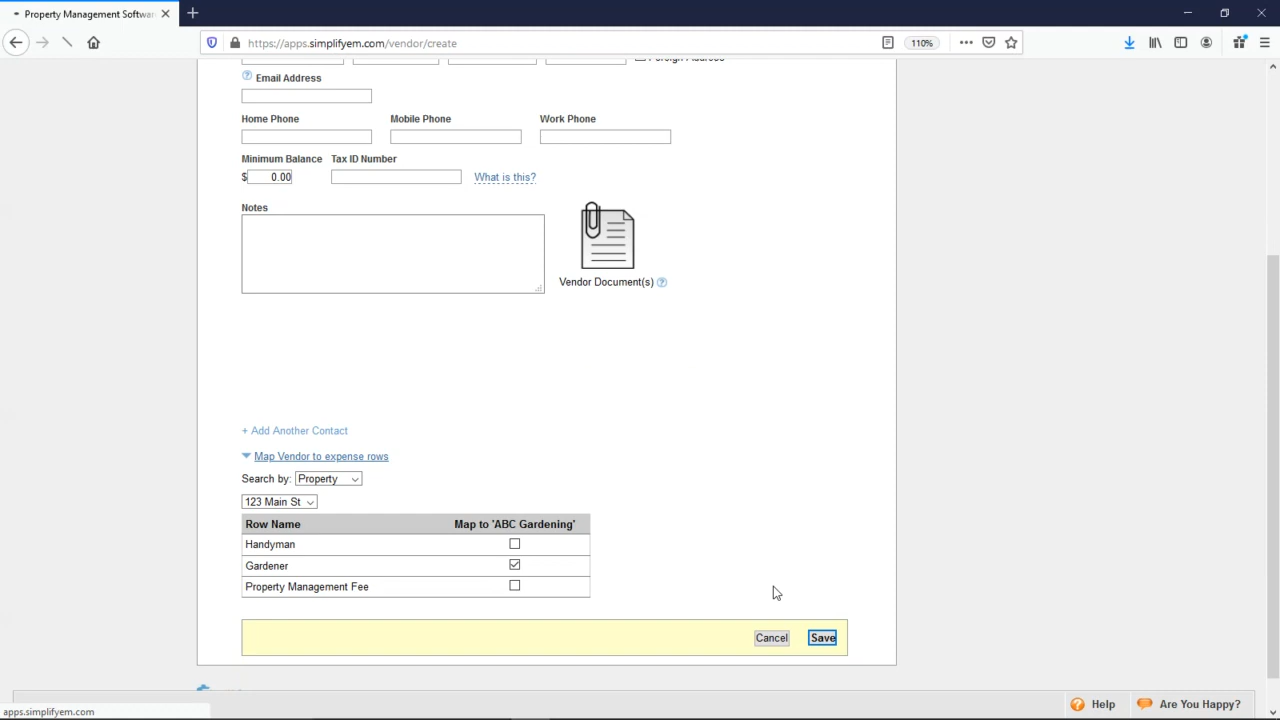 Property Management Softwar
https://apps.simplifyem.com/vendor/create
110%
Foreign Address
Email Address
Home Phone Mobile Phone Work Phone
Minimum Balance Tax ID Number
$ 0.00 What is this?
Notes
Vendor Document(s)
+ Add Another Contact
Map Vendor to expense rows
Search by: Property
123 Main St
Row Name Map to 'ABC Gardening'
Handyman
Gardener
Property Management Fee
Cancel Save
Help Are You Happy?
apps.simplifyem.com